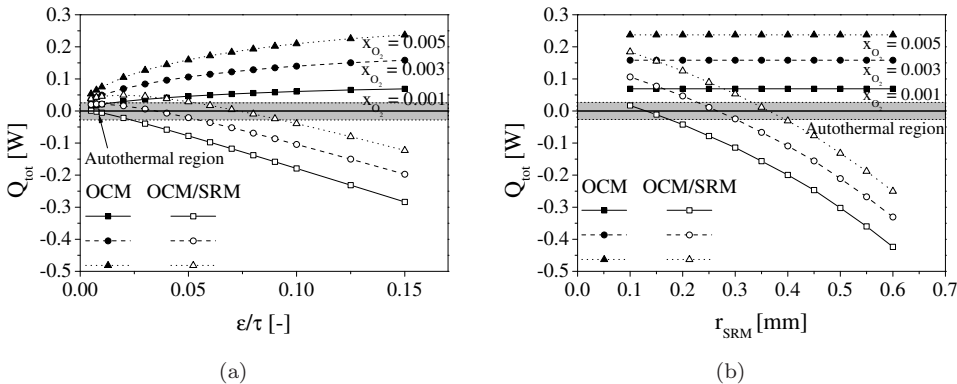 0.3
0.2
0.1
0.0
-0.1
-0.2
-0.3
-0.4
-0.5
Q_tot [W]
x_O₂ = 0.005
x_O₂ = 0.003
x_O₂ = 0.001
Autothermal region
OCM OCM/SRM
0.00 0.05 0.10 0.15
ε/τ [-]
(a)
0.3
0.2
0.1
0.0
-0.1
-0.2
-0.3
-0.4
-0.5
Q_tot [W]
x_O₂ = 0.005
x_O₂ = 0.003
x_O₂ = 0.001
Autothermal region
OCM OCM/SRM
0.0 0.1 0.2 0.3 0.4 0.5 0.6 0.7
r_SRM [mm]
(b)